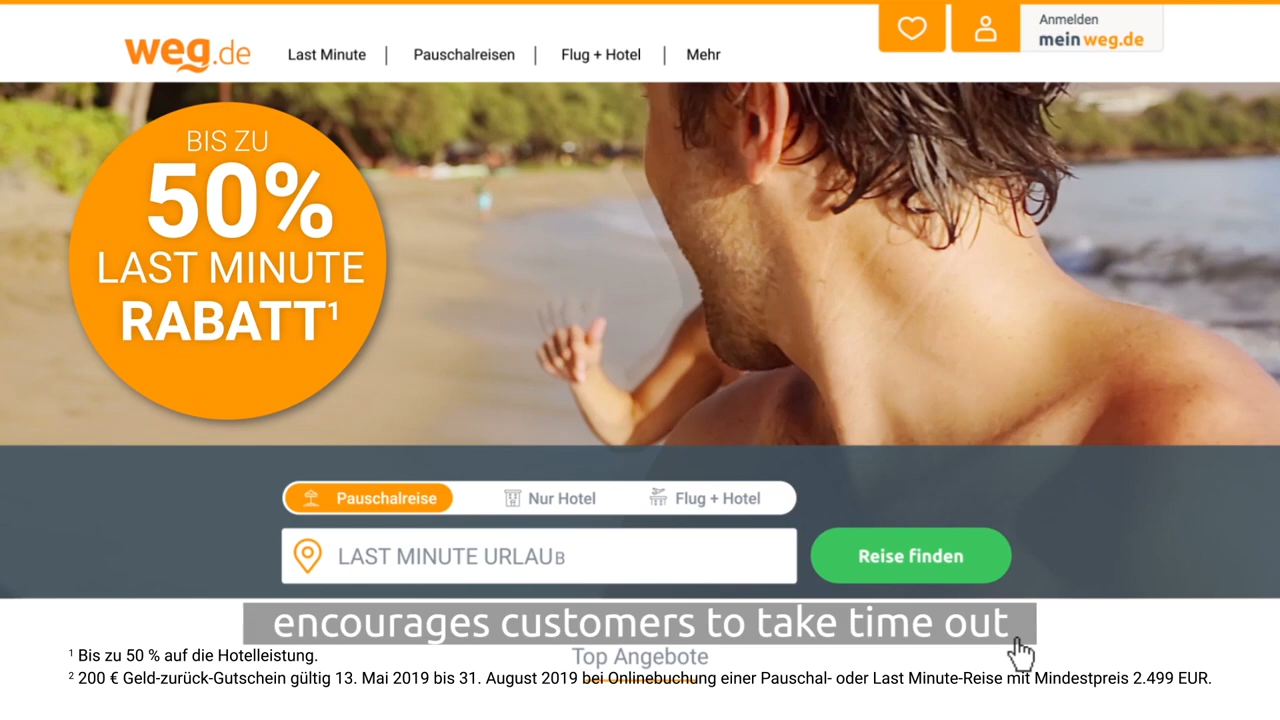 weg.de
Last Minute | Pauschalreisen | Flug + Hotel | Mehr
Anmelden
mein weg.de
BIS ZU
50%
LAST MINUTE
RABATT¹
Pauschalreise
Nur Hotel
Flug + Hotel
LAST MINUTE URLAUB
Reise finden
encourages customers to take time out
Top Angebote
¹ Bis zu 50 % auf die Hotelleistung.
² 200 € Geld-zurück-Gutschein gültig 13. Mai 2019 bis 31. August 2019 bei Onlinebuchung einer Pauschal- oder Last Minute-Reise mit Mindestpreis 2.499 EUR.